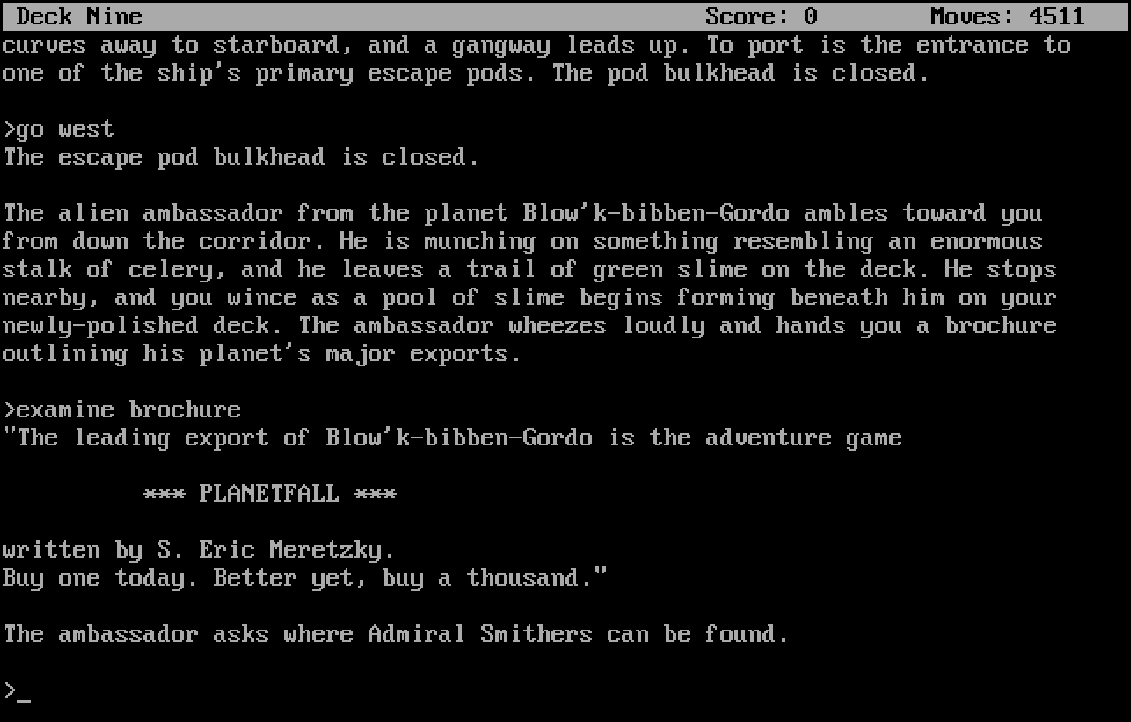 Deck Nine Score: 0 Moves: 4511
curves away to starboard, and a gangway leads up. To port is the entrance to
one of the ship's primary escape pods. The pod bulkhead is closed.
>go west
The escape pod bulkhead is closed.
The alien ambassador from the planet Blow'k-bibben-Gordo ambles toward you
from down the corridor. He is munching on something resembling an enormous
stalk of celery, and he leaves a trail of green slime on the deck. He stops
nearby, and you wince as a pool of slime begins forming beneath him on your
newly-polished deck. The ambassador wheezes loudly and hands you a brochure
outlining his planet's major exports.
>examine brochure
"The leading export of Blow'k-bibben-Gordo is the adventure game
*** PLANETFALL ***
written by S. Eric Meretzky.
Buy one today. Better yet, buy a thousand."
The ambassador asks where Admiral Smithers can be found.
>_